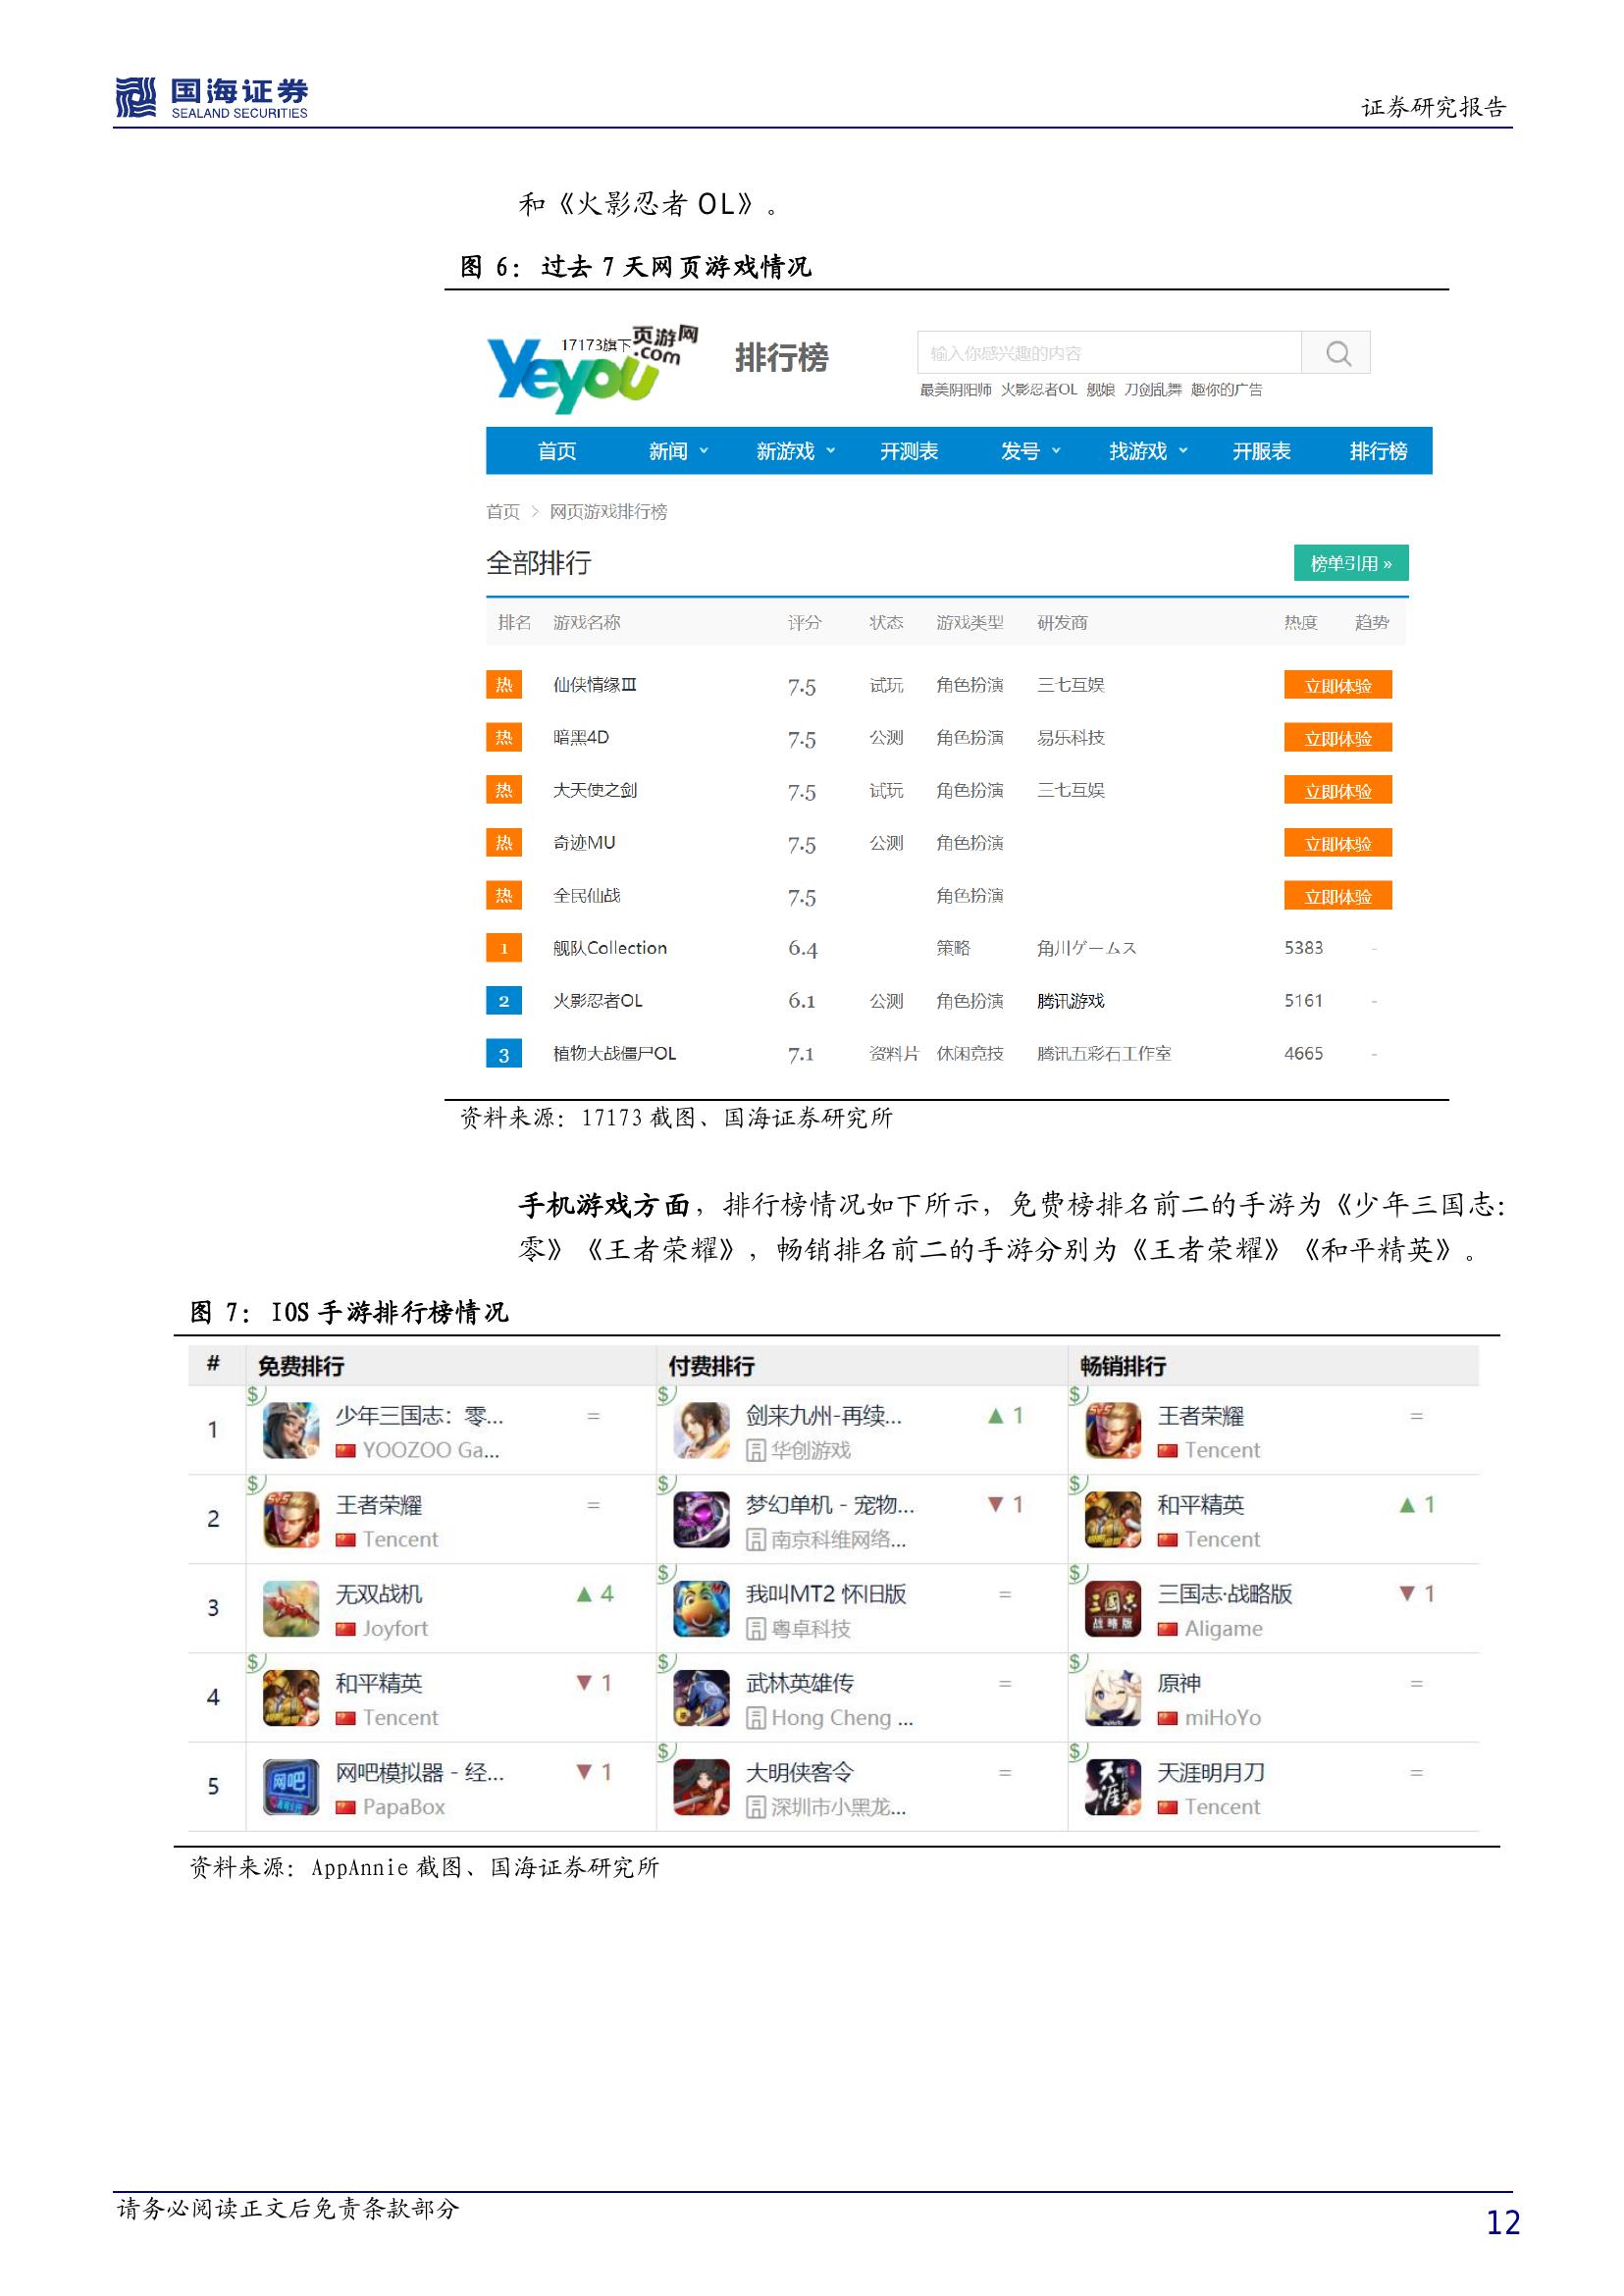 国海证券
SEALAND SECURITIES
证券研究报告
和《火影忍者 OL》。
图 6：过去 7 天网页游戏情况
17173旗下页游网
Yeyou.com
排行榜
输入你感兴趣的内容
最美阴阳师 火影忍者OL 舰娘 刀剑乱舞 趣你的广告
首页 新闻 新游戏 开测表 发号 找游戏 开服表 排行榜
首页 > 网页游戏排行榜
全部排行
榜单引用 »
排名 游戏名称 评分 状态 游戏类型 研发商 热度 趋势
热 仙侠情缘Ⅲ 7.5 试玩 角色扮演 三七互娱 立即体验
热 暗黑4D 7.5 公测 角色扮演 易乐科技 立即体验
热 大天使之剑 7.5 试玩 角色扮演 三七互娱 立即体验
热 奇迹MU 7.5 公测 角色扮演 立即体验
热 全民仙战 7.5 角色扮演 立即体验
1 舰队Collection 6.4 策略 角川ゲームス 5383 -
2 火影忍者OL 6.1 公测 角色扮演 腾讯游戏 5161 -
3 植物大战僵尸OL 7.1 资料片 休闲竞技 腾讯五彩石工作室 4665 -
资料来源：17173 截图、国海证券研究所
手机游戏方面，排行榜情况如下所示，免费榜排名前二的手游为《少年三国志：
零》《王者荣耀》，畅销排名前二的手游分别为《王者荣耀》《和平精英》。
图 7：IOS 手游排行榜情况
# 免费排行 付费排行 畅销排行
1 少年三国志：零... = 剑来九州-再续... ▲ 1 王者荣耀 =
YOOZOO Ga... 华创游戏 Tencent
2 王者荣耀 = 梦幻单机 - 宠物... ▼ 1 和平精英 ▲ 1
Tencent 南京科维网络... Tencent
3 无双战机 ▲ 4 我叫MT2 怀旧版 = 三国志·战略版 ▼ 1
Joyfort 粤卓科技 Aligame
4 和平精英 ▼ 1 武林英雄传 = 原神 =
Tencent Hong Cheng ... miHoYo
5 网吧模拟器 - 经... ▼ 1 大明侠客令 = 天涯明月刀 =
PapaBox 深圳市小黑龙... Tencent
资料来源：AppAnnie 截图、国海证券研究所
请务必阅读正文后免责条款部分
12